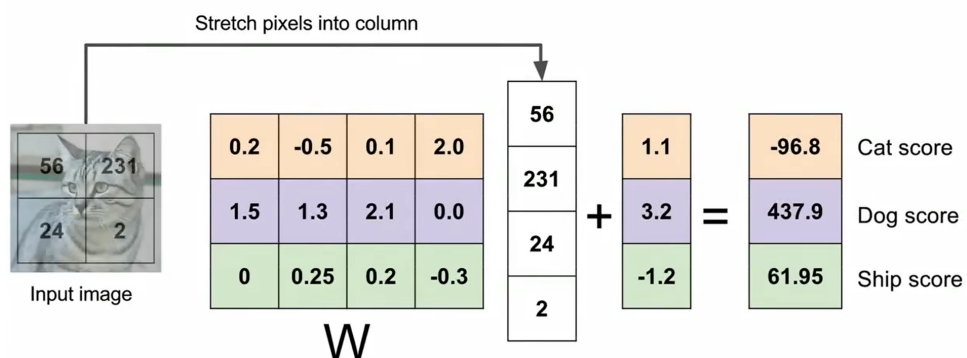 Stretch pixels into column
56 231
24 2
Input image
0.2 -0.5 0.1 2.0
1.5 1.3 2.1 0.0
0 0.25 0.2 -0.3
W
56
231
24
2
+
1.1
3.2
-1.2
=
-96.8 Cat score
437.9 Dog score
61.95 Ship score